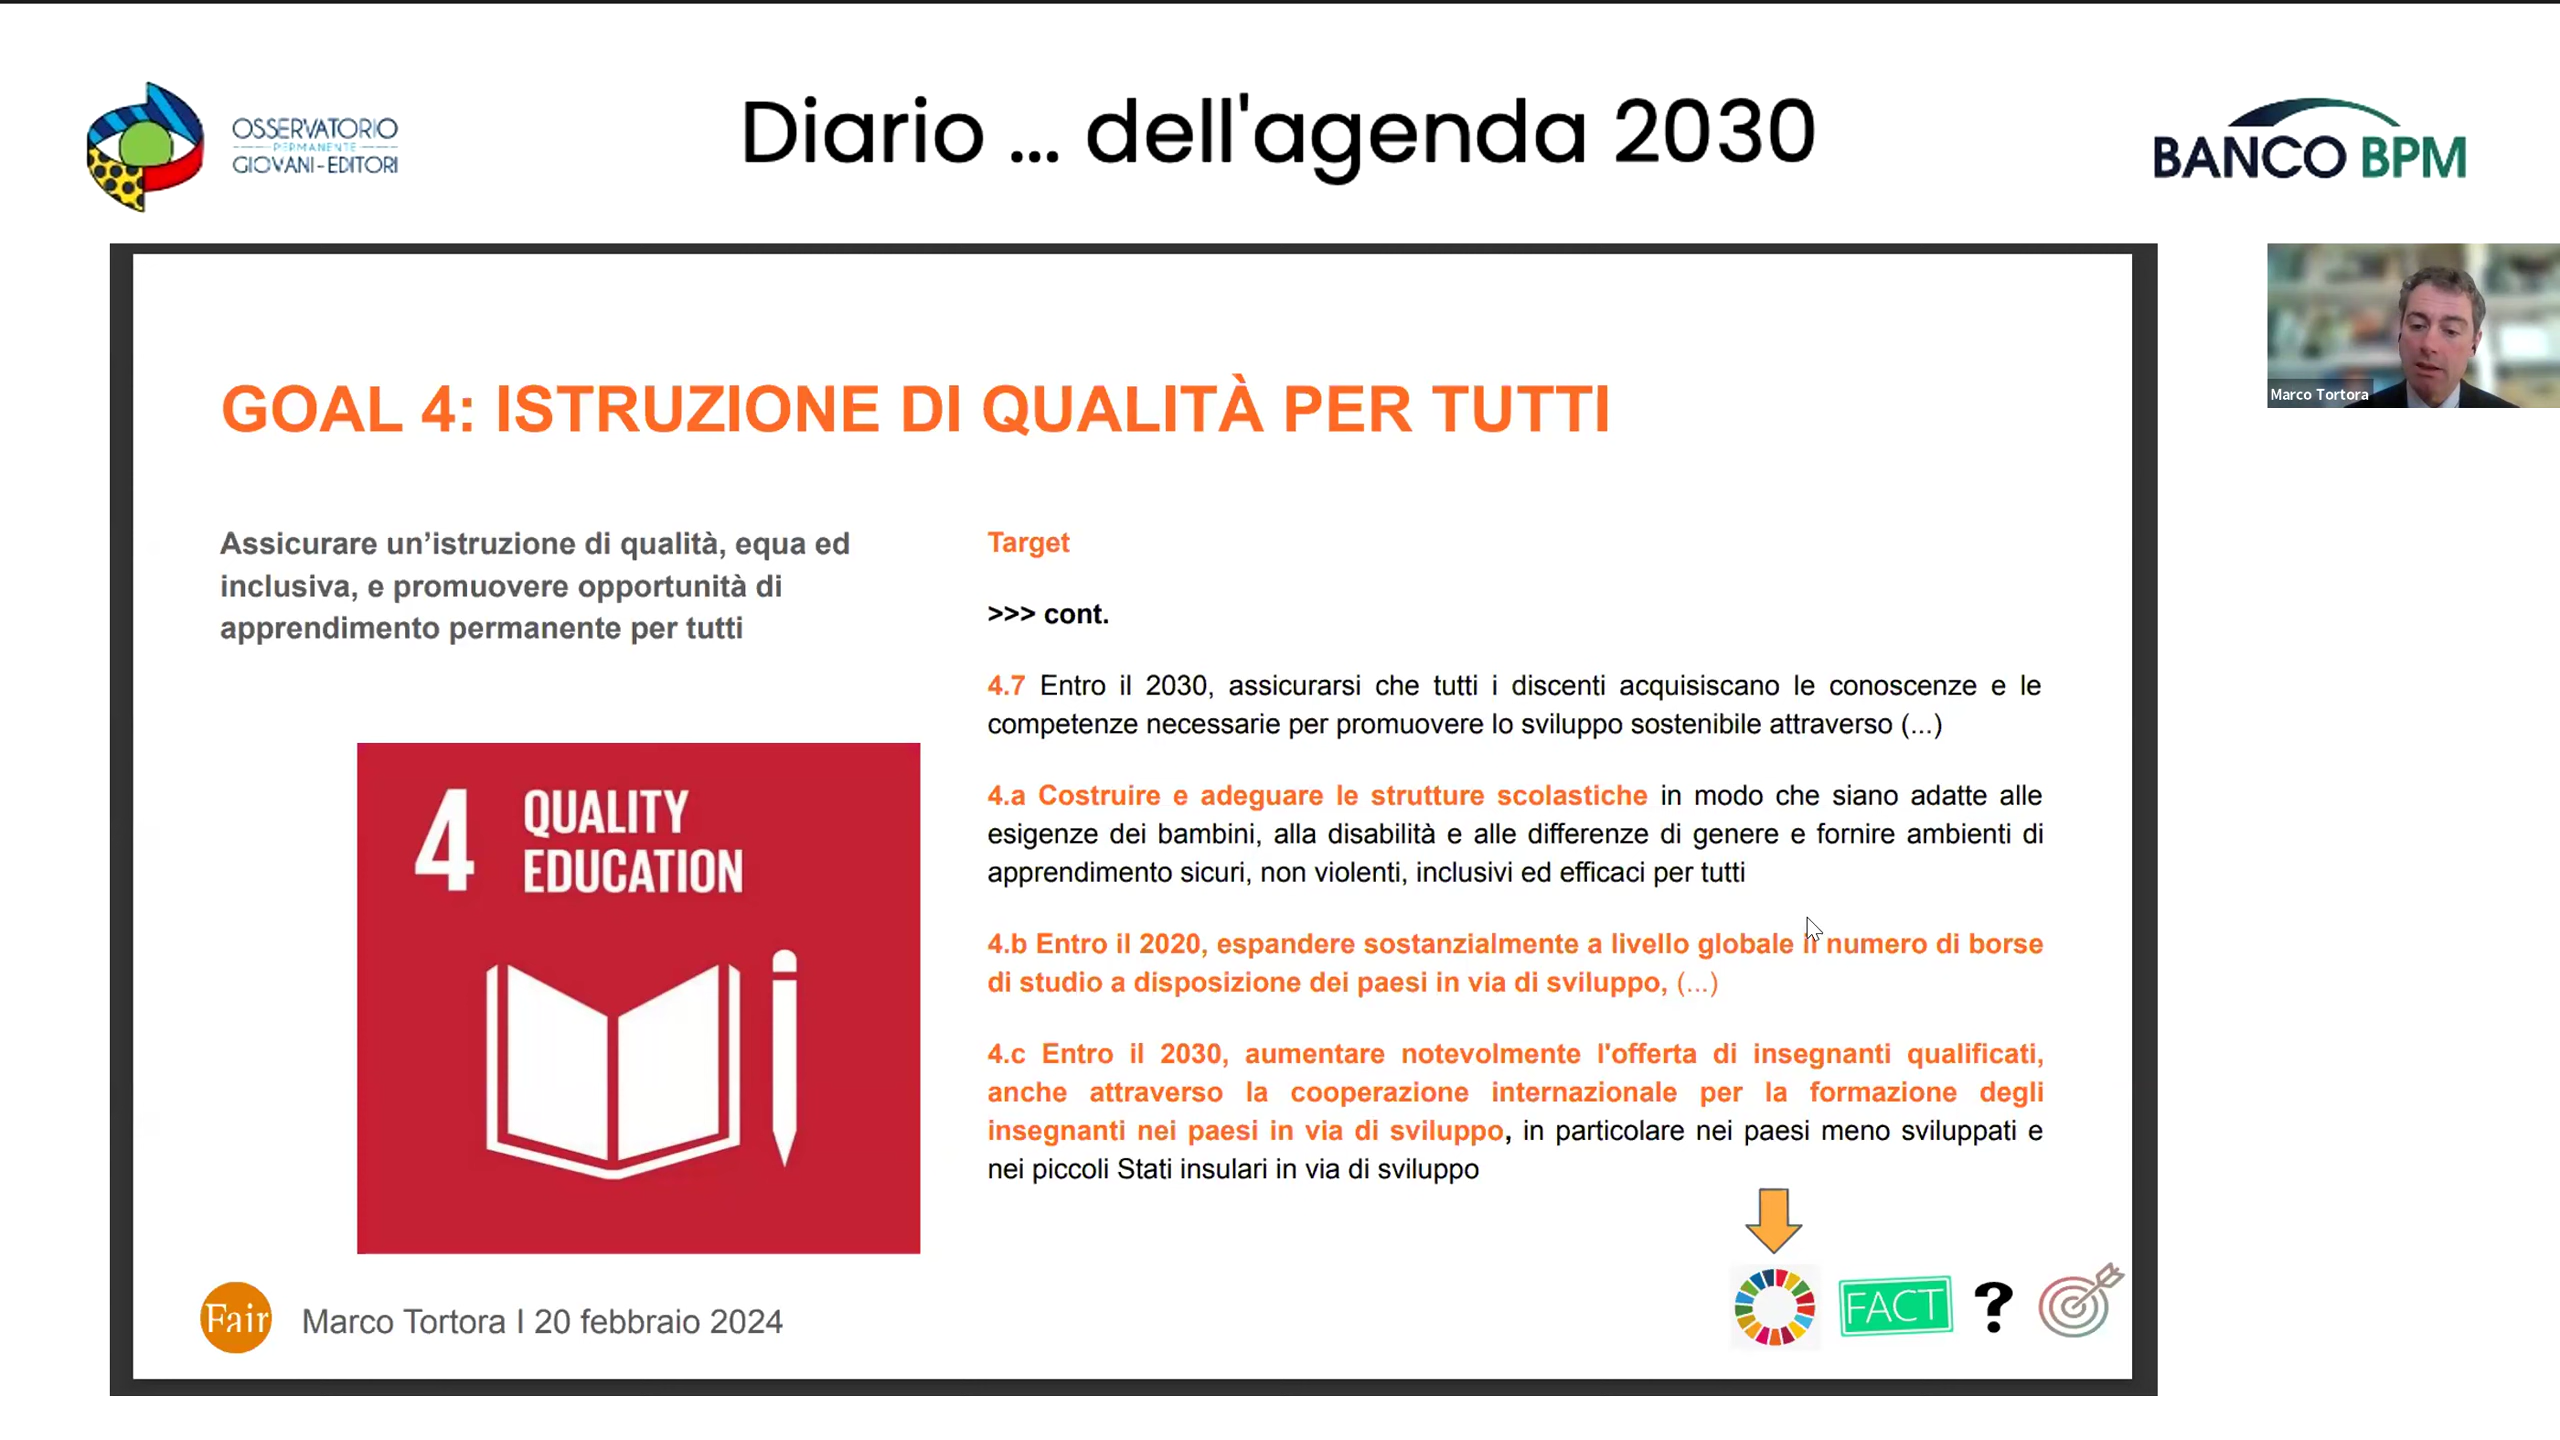 OSSERVATORIO
PERMANENTE
GIOVANI-EDITORI
Diario ... dell'agenda 2030
BANCO BPM
Marco Tortora
GOAL 4: ISTRUZIONE DI QUALITÀ PER TUTTI
Assicurare un’istruzione di qualità, equa ed
inclusiva, e promuovere opportunità di
apprendimento permanente per tutti
4 QUALITY
EDUCATION
Target
>>> cont.
4.7 Entro il 2030, assicurarsi che tutti i discenti acquisiscano le conoscenze e le
competenze necessarie per promuovere lo sviluppo sostenibile attraverso (...)
4.a Costruire e adeguare le strutture scolastiche in modo che siano adatte alle
esigenze dei bambini, alla disabilità e alle differenze di genere e fornire ambienti di
apprendimento sicuri, non violenti, inclusivi ed efficaci per tutti
4.b Entro il 2020, espandere sostanzialmente a livello globale il numero di borse
di studio a disposizione dei paesi in via di sviluppo, (...)
4.c Entro il 2030, aumentare notevolmente l'offerta di insegnanti qualificati,
anche attraverso la cooperazione internazionale per la formazione degli
insegnanti nei paesi in via di sviluppo, in particolare nei paesi meno sviluppati e
nei piccoli Stati insulari in via di sviluppo
Fair
Marco Tortora I 20 febbraio 2024
FACT
?